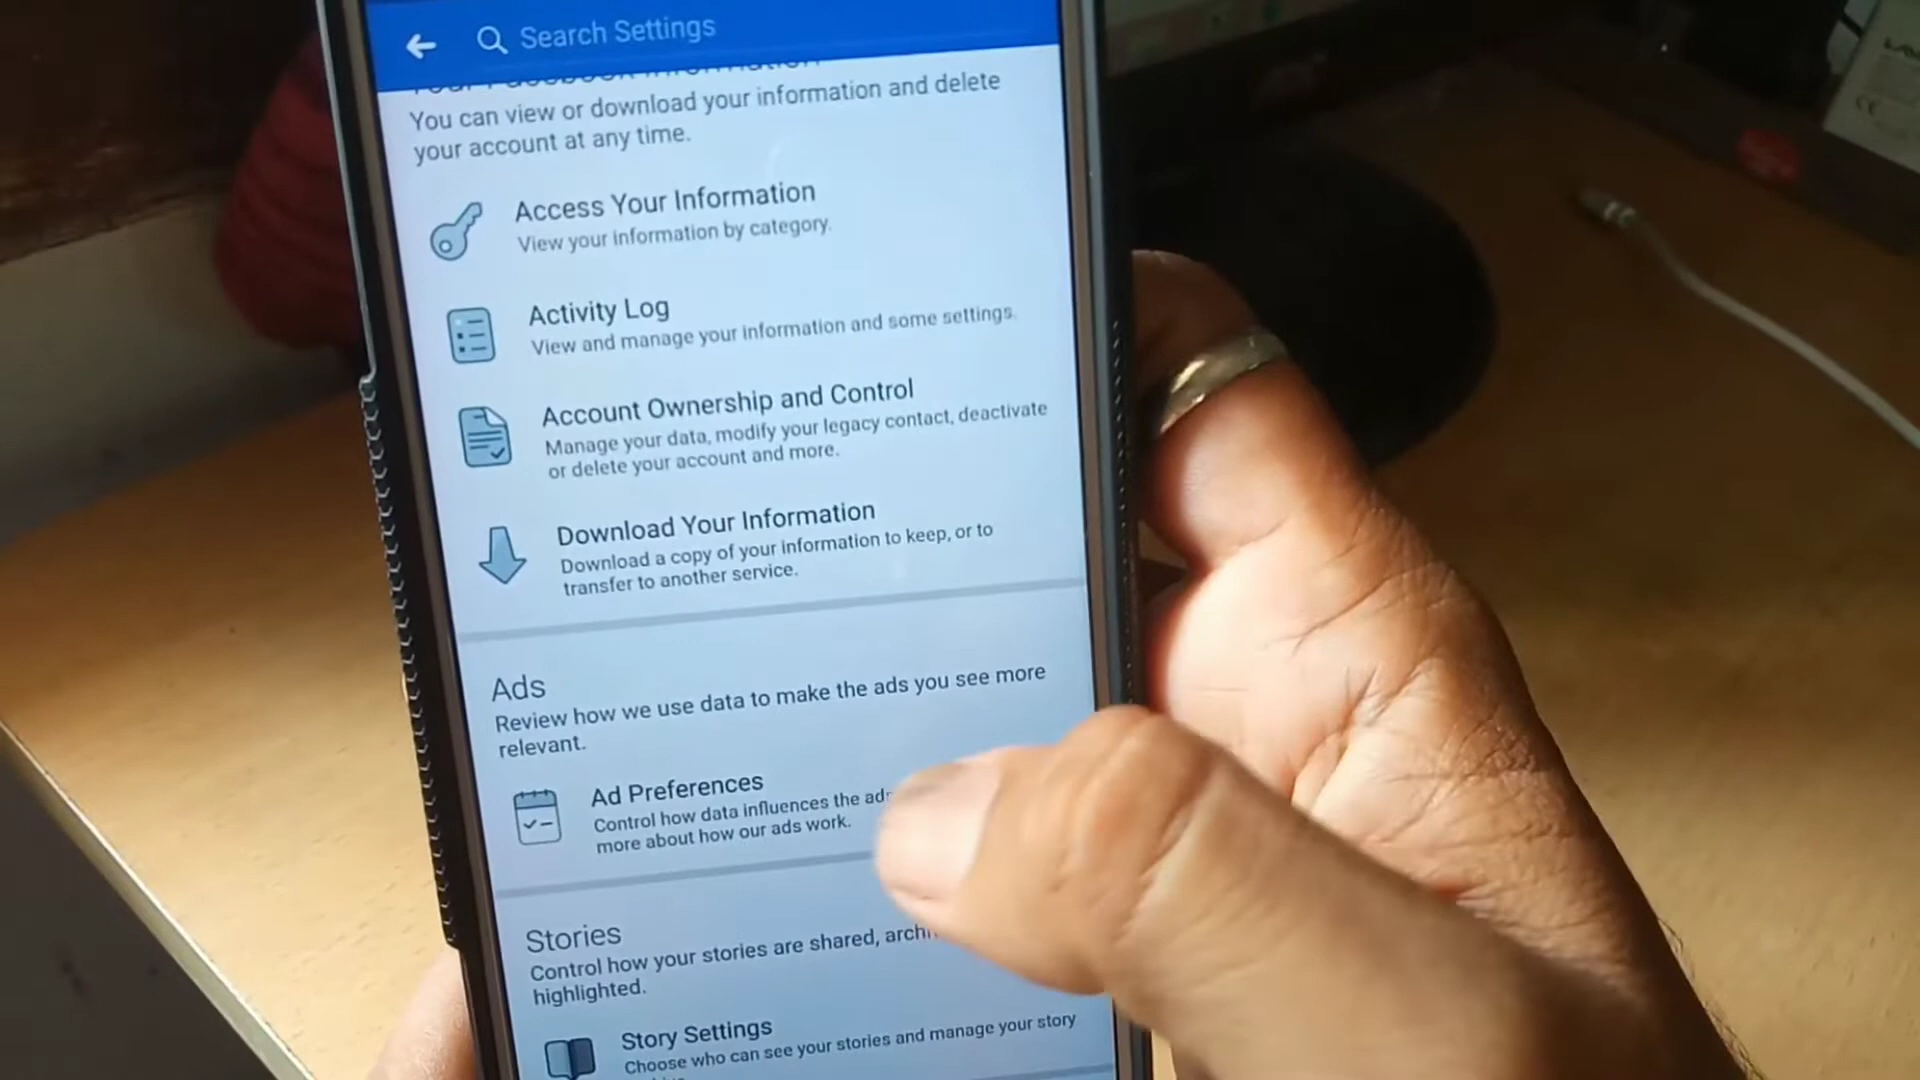 Search Settings
You can view or download your information and delete
your account at any time.
Access Your Information
View your information by category.
Activity Log
View and manage your information and some settings.
Account Ownership and Control
Manage your data, modify your legacy contact, deactivate
or delete your account and more.
Download Your Information
Download a copy of your information to keep, or to
transfer to another service.
Ads
Review how we use data to make the ads you see more
relevant.
Ad Preferences
Control how data influences the
more about how our ads work.
Stories
Control how your stories are shared,
highlighted.
Story Settings
Choose who can see your stories and manage your story